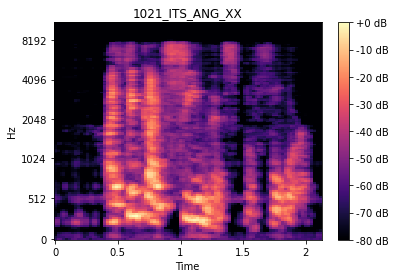 1021_ITS_ANG_XX
+0 dB
8192
-10 dB
4096
-20 dB
-30 dB
2048
Hz
-40 dB
1024
-50 dB
512
-60 dB
-70 dB
0
-80 dB
0 0.5 1 1.5 2
Time